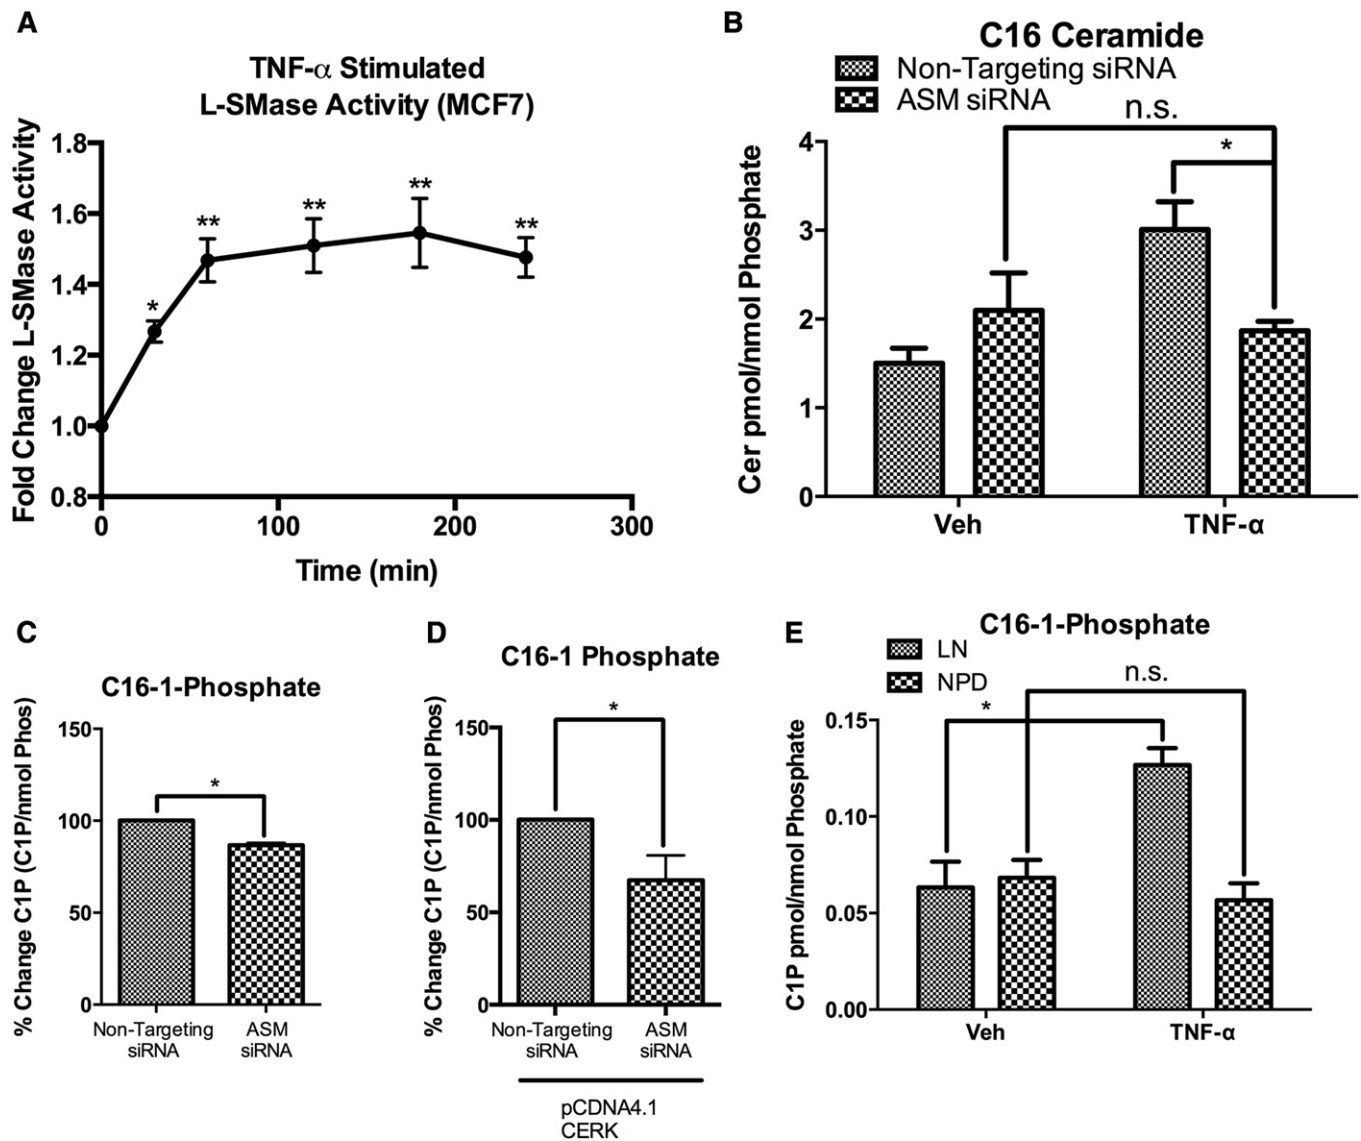 A
TNF-α Stimulated
L-SMase Activity (MCF7)
Fold Change L-SMase Activity
1.8
1.6
1.4
1.2
1.0
0.8
*
**
**
**
**
0
100
200
300
Time (min)
B
C16 Ceramide
Non-Targeting siRNA
ASM siRNA
n.s.
*
Cer pmol/nmol Phosphate
4
3
2
1
0
Veh
TNF-α
C
C16-1-Phosphate
% Change C1P (C1P/nmol Phos)
150
100
50
0
*
Non-Targeting
siRNA
ASM
siRNA
D
C16-1 Phosphate
% Change C1P (C1P/nmol Phos)
150
100
50
0
*
Non-Targeting
siRNA
ASM
siRNA
pCDNA4.1
CERK
E
C16-1-Phosphate
LN
NPD
n.s.
*
C1P pmol/nmol Phosphate
0.15
0.10
0.05
0.00
Veh
TNF-α